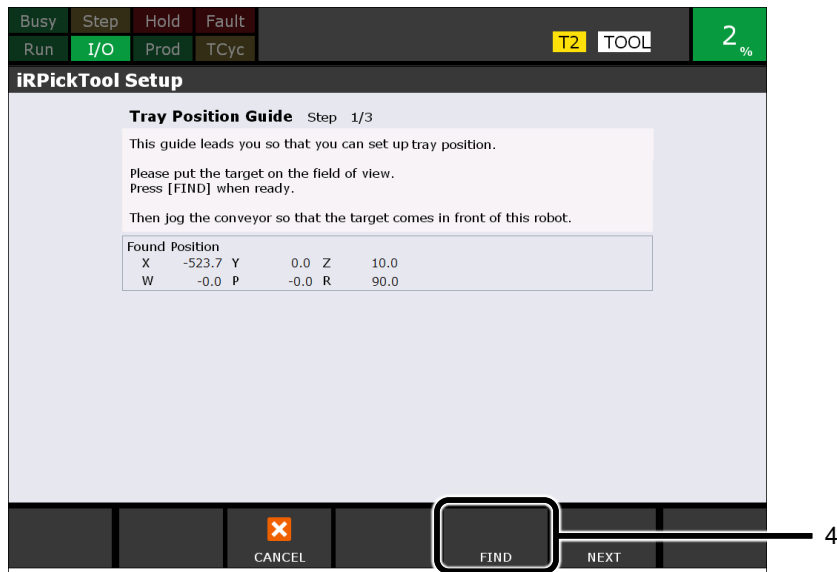 Busy Step Hold Fault
Run I/O Prod TCyc
T2 TOOL
2 %
iRPickTool Setup
Tray Position Guide Step 1/3
This guide leads you so that you can set up tray position.
Please put the target on the field of view.
Press [FIND] when ready.
Then jog the conveyor so that the target comes in front of this robot.
Found Position
X -523.7 Y 0.0 Z 10.0
W -0.0 P -0.0 R 90.0
CANCEL FIND NEXT
4